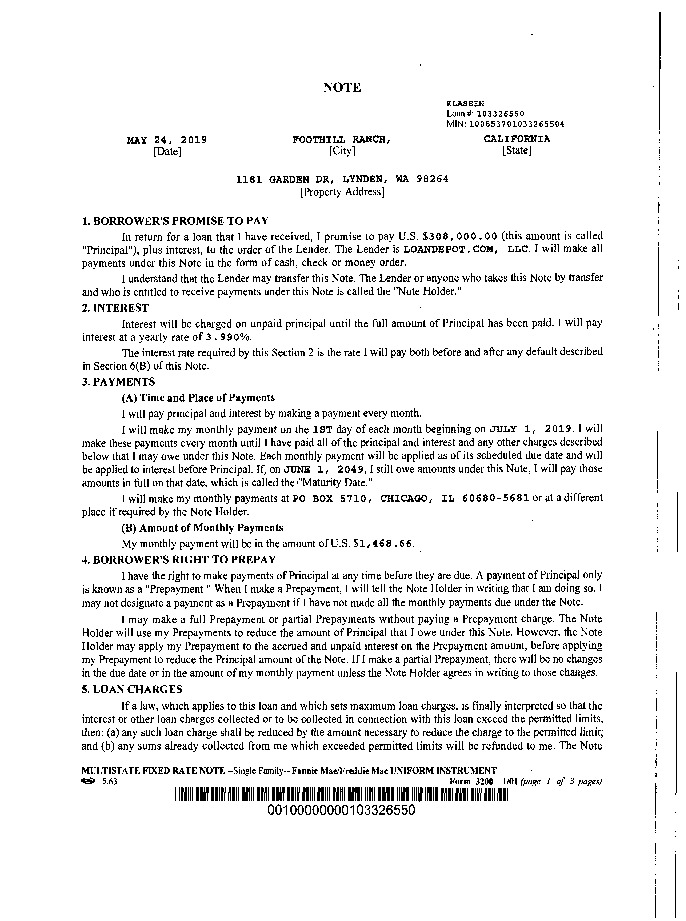 NOTE
KLASSEN
Loan #: 103326550
MIN: 100853701033265504
MAY 24, 2019 FOOTHILL RANCH, CALIFORNIA
[Date] [City] [State]
1181 GARDEN DR, LYNDEN, WA 98264
[Property Address]
1. BORROWER'S PROMISE TO PAY
In return for a loan that I have received, I promise to pay U.S. $308,000.00 (this amount is called
"Principal"), plus interest, to the order of the Lender. The Lender is LOANDEPOT.COM, LLC. I will make all
payments under this Note in the form of cash, check or money order.
I understand that the Lender may transfer this Note. The Lender or anyone who takes this Note by transfer
and who is entitled to receive payments under this Note is called the "Note Holder."
2. INTEREST
Interest will be charged on unpaid principal until the full amount of Principal has been paid. I will pay
interest at a yearly rate of 3.990%.
The interest rate required by this Section 2 is the rate I will pay both before and after any default described
in Section 6(B) of this Note.
3. PAYMENTS
(A) Time and Place of Payments
I will pay principal and interest by making a payment every month.
I will make my monthly payment on the 1ST day of each month beginning on JULY 1, 2019. I will
make these payments every month until I have paid all of the principal and interest and any other charges described
below that I may owe under this Note. Each monthly payment will be applied as of its scheduled due date and will
be applied to interest before Principal. If, on JUNE 1, 2049, I still owe amounts under this Note, I will pay those
amounts in full on that date, which is called the "Maturity Date."
I will make my monthly payments at PO BOX 5710, CHICAGO, IL 60680-5681 or at a different
place if required by the Note Holder.
(B) Amount of Monthly Payments
My monthly payment will be in the amount of U.S. $1,468.66.
4. BORROWER'S RIGHT TO PREPAY
I have the right to make payments of Principal at any time before they are due. A payment of Principal only
is known as a "Prepayment." When I make a Prepayment, I will tell the Note Holder in writing that I am doing so. I
may not designate a payment as a Prepayment if I have not made all the monthly payments due under the Note.
I may make a full Prepayment or partial Prepayments without paying a Prepayment charge. The Note
Holder will use my Prepayments to reduce the amount of Principal that I owe under this Note. However, the Note
Holder may apply my Prepayment to the accrued and unpaid interest on the Prepayment amount, before applying
my Prepayment to reduce the Principal amount of the Note. If I make a partial Prepayment, there will be no changes
in the due date or in the amount of my monthly payment unless the Note Holder agrees in writing to those changes.
5. LOAN CHARGES
If a law, which applies to this loan and which sets maximum loan charges, is finally interpreted so that the
interest or other loan charges collected or to be collected in connection with this loan exceed the permitted limits,
then: (a) any such loan charge shall be reduced by the amount necessary to reduce the charge to the permitted limit;
and (b) any sums already collected from me which exceeded permitted limits will be refunded to me. The Note
MULTISTATE FIXED RATE NOTE--Single Family--Fannie Mae/Freddie Mac UNIFORM INSTRUMENT
5.63 Form 3200 1/01 (page 1 of 3 pages)
00100000000103326550